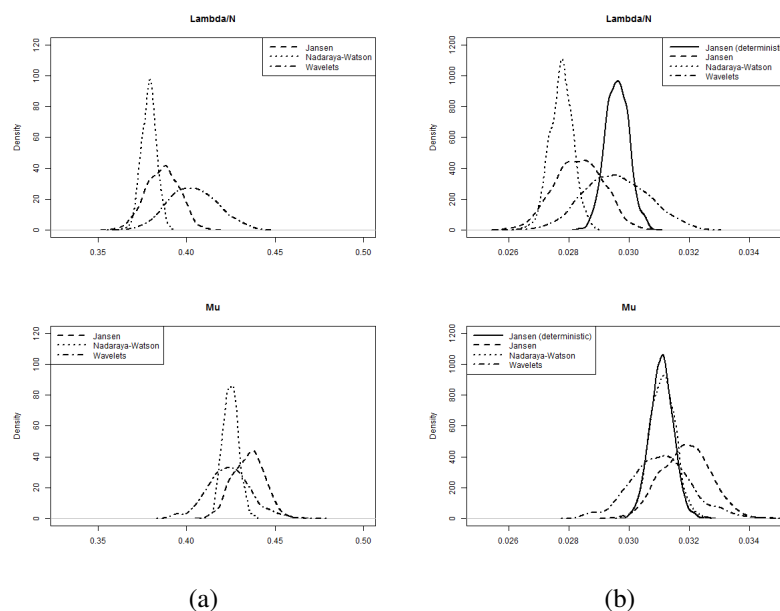 Lambda/N
Jansen
Nadaraya-Watson
Wavelets
Density
0 20 40 60 80 100 120
0.35 0.40 0.45 0.50
Mu
Jansen
Nadaraya-Watson
Wavelets
Density
0 20 40 60 80 100 120
0.35 0.40 0.45 0.50
(a)
Lambda/N
Jansen (determinist
Jansen
Nadaraya-Watson
Wavelets
Density
0 200 400 600 800 1000 1200
0.026 0.028 0.030 0.032 0.034
Mu
Jansen (deterministic)
Jansen
Nadaraya-Watson
Wavelets
Density
0 200 400 600 800 1000 1200
0.026 0.028 0.030 0.032 0.034
(b)